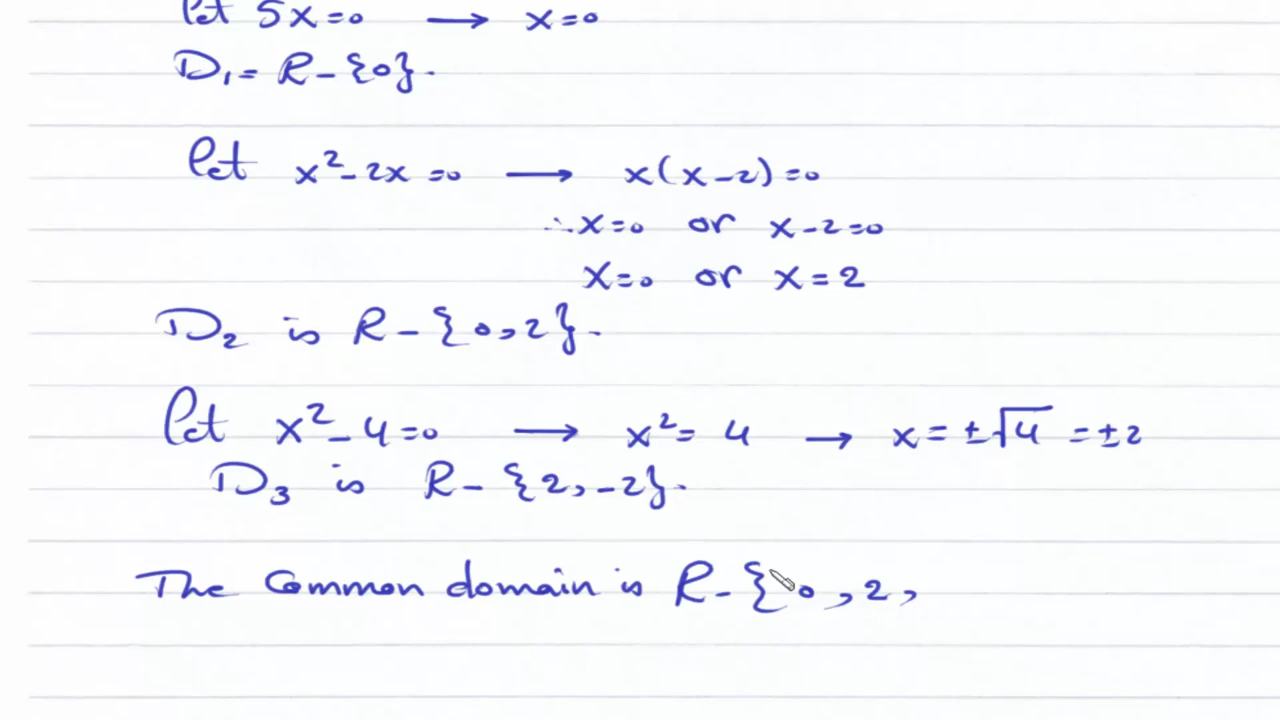 let 5x=0 → x=0
D₁= R-{0}.
let x²-2x=0 → x(x-2)=0
∴x=0 or x-2=0
x=0 or x=2
D₂ is R-{0,2}.
let x²-4=0 → x²=4 → x=±√4=±2
D₃ is R-{2,-2}.
The Common domain is R-{0,2,